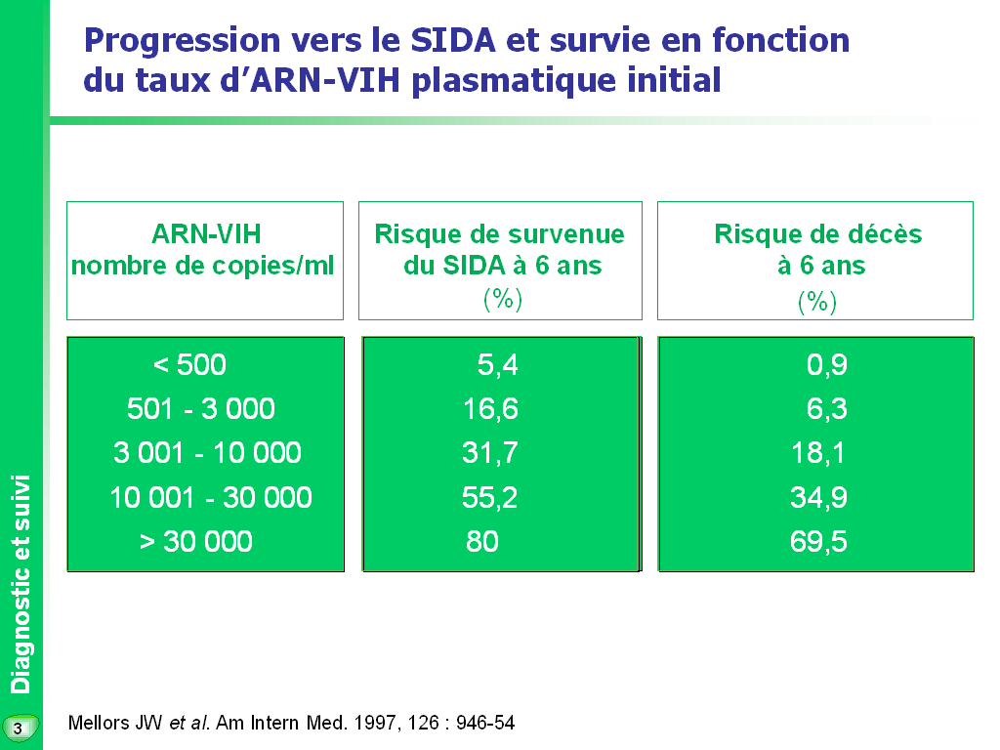 Progression vers le SIDA et survie en fonction
du taux d’ARN-VIH plasmatique initial
ARN-VIH
nombre de copies/ml
Risque de survenue
du SIDA à 6 ans
(%)
Risque de décès
à 6 ans
(%)
< 500 5,4 0,9
501 - 3 000 16,6 6,3
3 001 - 10 000 31,7 18,1
10 001 - 30 000 55,2 34,9
> 30 000 80 69,5
Diagnostic et suivi
3
Mellors JW et al. Am Intern Med. 1997, 126 : 946-54